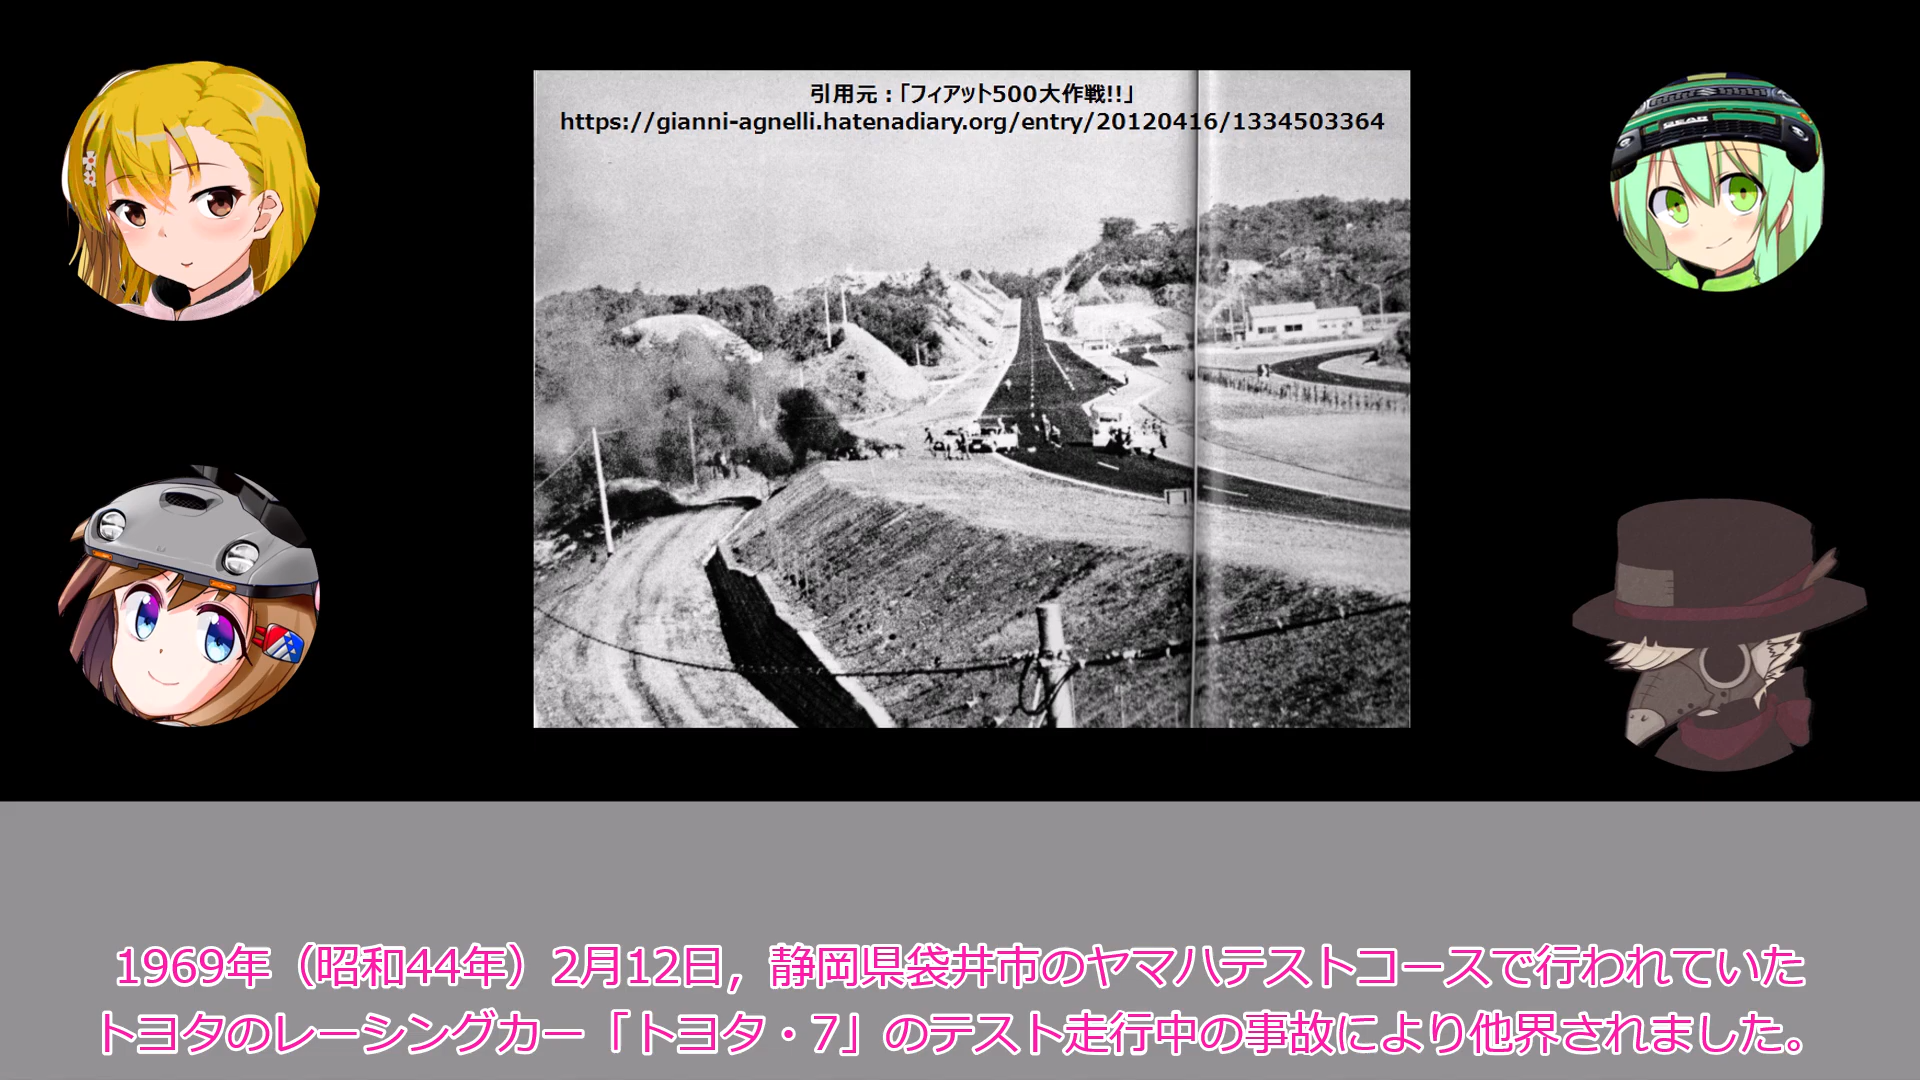 引用元：「フィアット500大作戦!!」
https://gianni-agnelli.hatenadiary.org/entry/20120416/1334503364
GEAR
1969年（昭和44年）2月12日，静岡県袋井市のヤマハテストコースで行われていた
トヨタのレーシングカー「トヨタ・7」のテスト走行中の事故により他界されました。